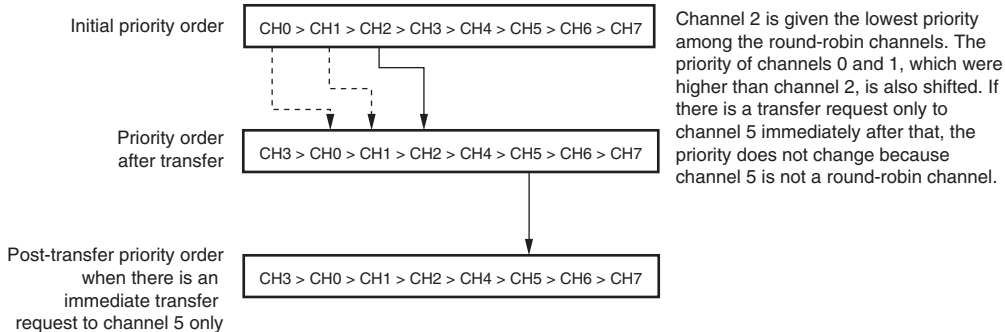 Initial priority order
CH0 > CH1 > CH2 > CH3 > CH4 > CH5 > CH6 > CH7
Channel 2 is given the lowest priority
among the round-robin channels. The
priority of channels 0 and 1, which were
higher than channel 2, is also shifted. If
there is a transfer request only to
channel 5 immediately after that, the
priority does not change because
channel 5 is not a round-robin channel.
Priority order
after transfer
CH3 > CH0 > CH1 > CH2 > CH4 > CH5 > CH6 > CH7
Post-transfer priority order
when there is an
immediate transfer
request to channel 5 only
CH3 > CH0 > CH1 > CH2 > CH4 > CH5 > CH6 > CH7